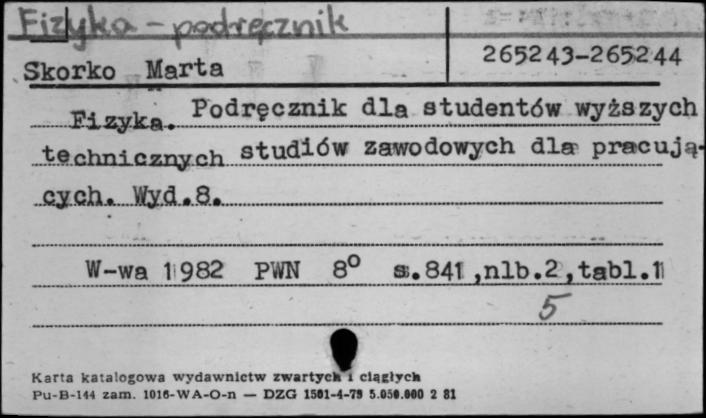 Fizyka - podręcznik
265243-265244
Skorko Marta
Fizyka. Podręcznik dla studentów wyższych
technicznych studiów zawodowych dla pracują-
cych. Wyd.8.
W-wa 1982 PWN 8° s.841,nlb.2,tabl.1
5
Karta katalogowa wydawnictw zwartych i ciągłych
Pu-B-144 zam. 1016-WA-O-n — DZG 1501-4-79 5.050.000 2 81